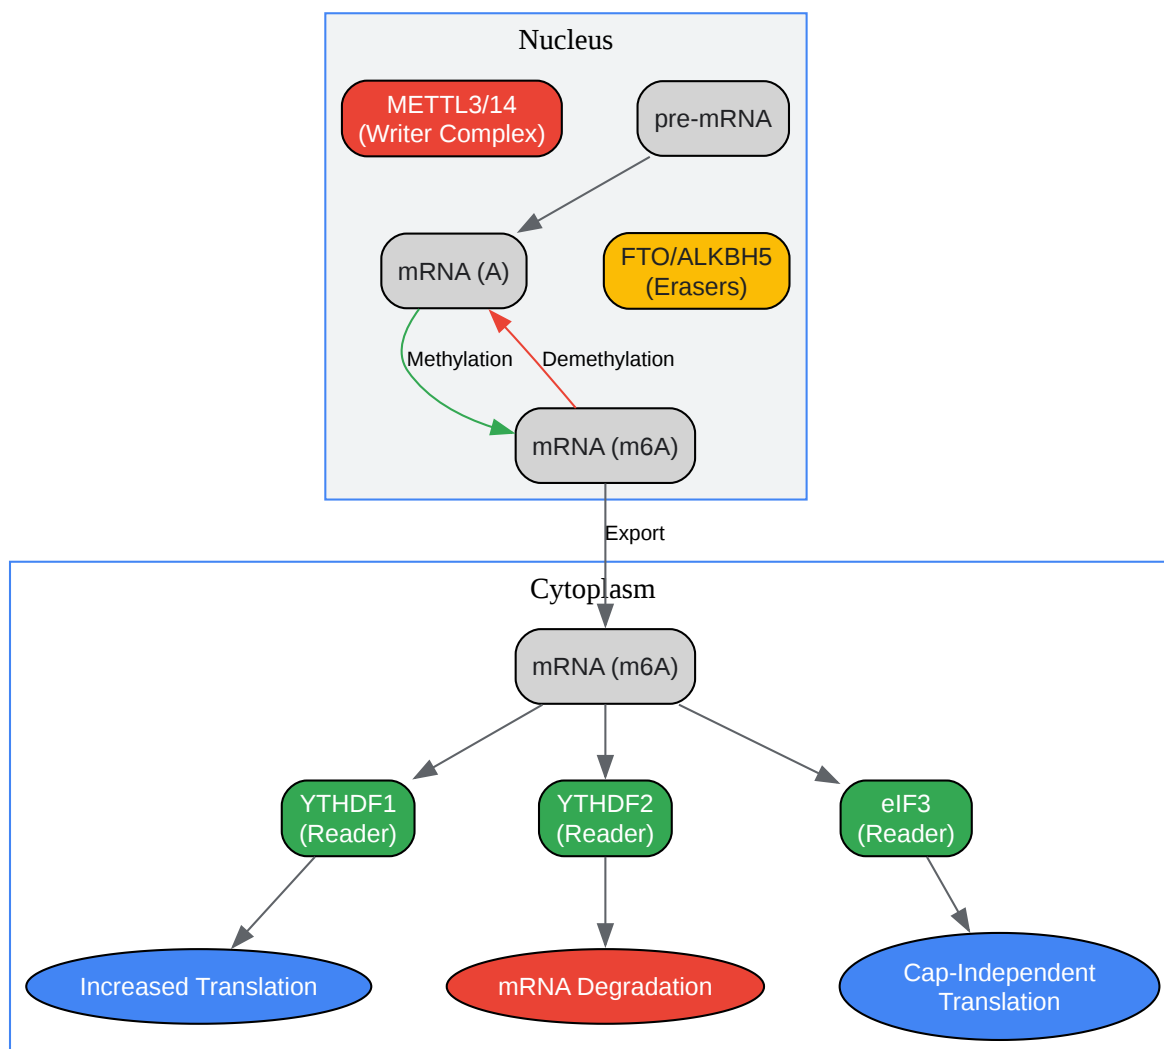 Nucleus
METTL3/14
(Writer Complex)
pre-mRNA
mRNA (A)
FTO/ALKBH5
(Erasers)
Methylation
Demethylation
mRNA (m6A)
Export
Cytoplasm
mRNA (m6A)
YTHDF1
(Reader)
YTHDF2
(Reader)
eIF3
(Reader)
Increased Translation
mRNA Degradation
Cap-Independent
Translation